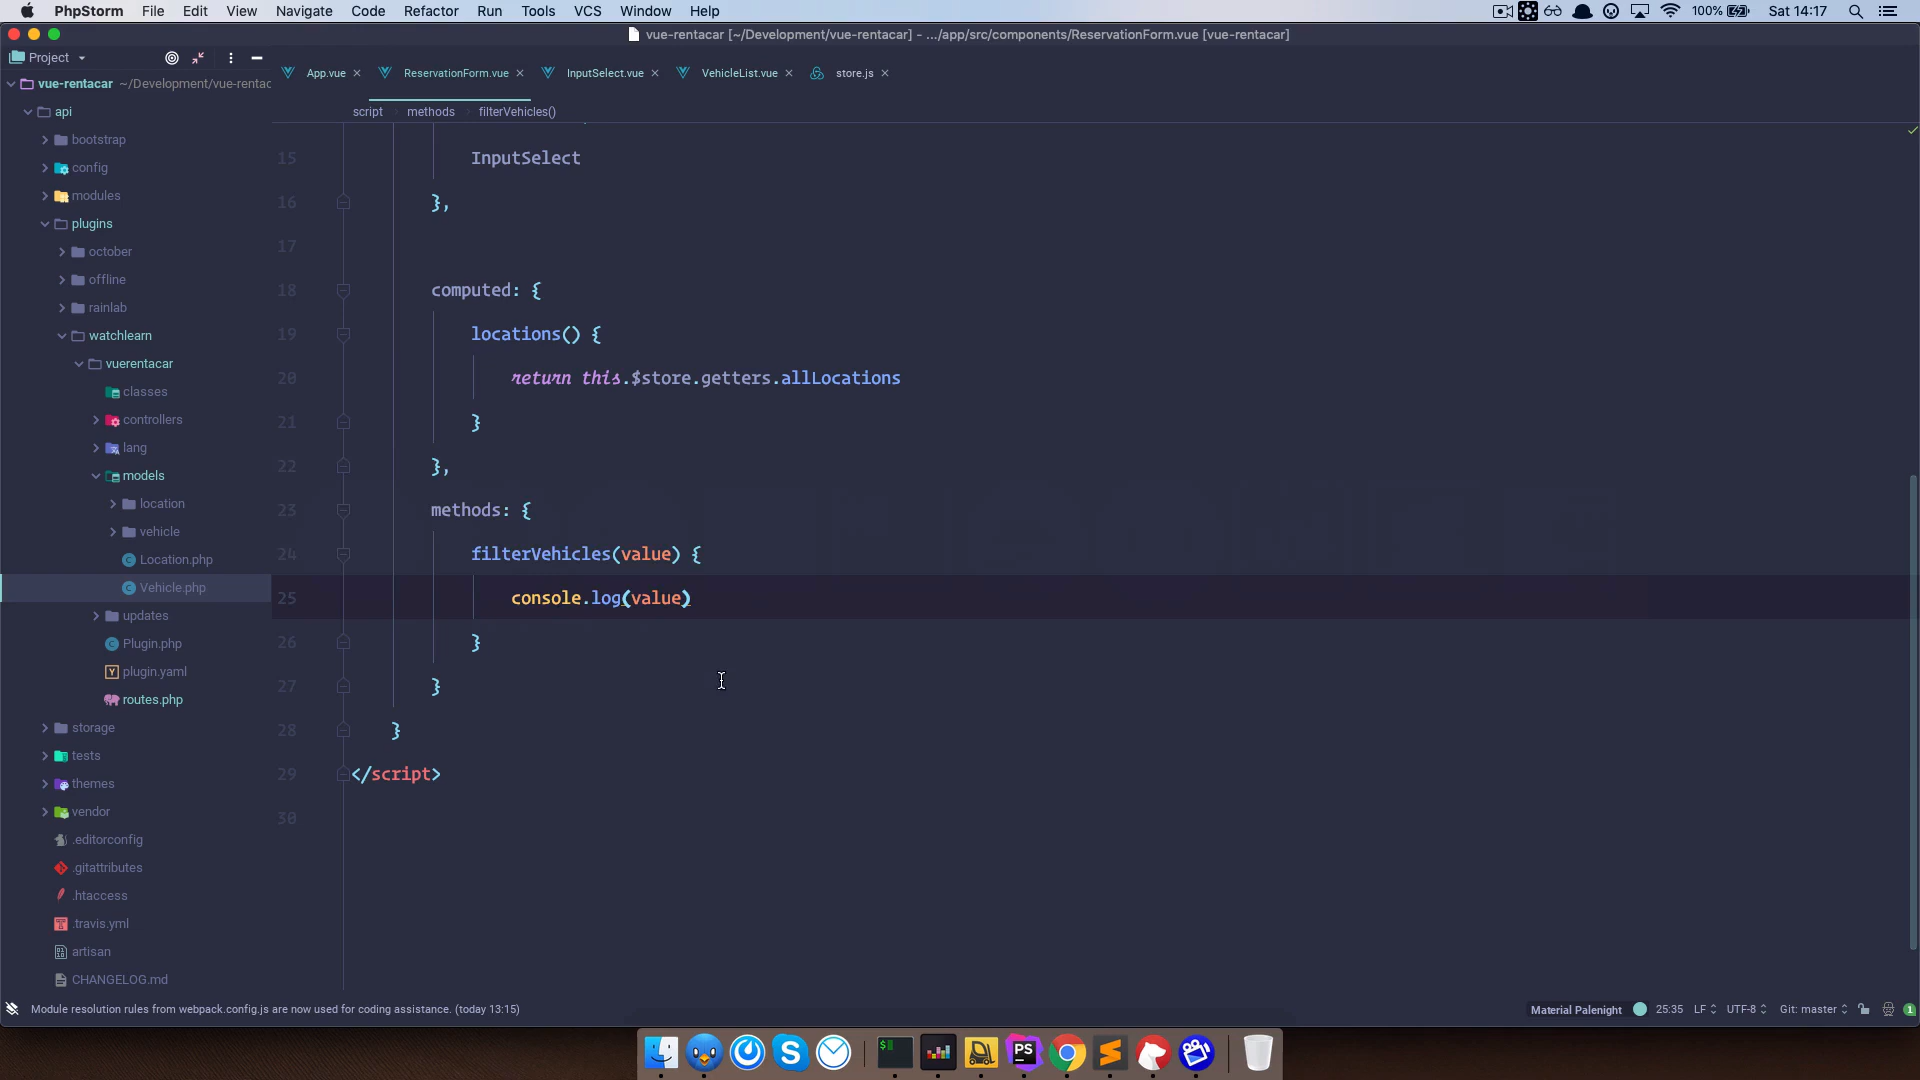 PhpStorm File Edit View Navigate Code Refactor Run Tools VCS Window Help 100% Sat 14:17
vue-rentacar [~/Development/vue-rentacar] - .../app/src/components/ReservationForm.vue [vue-rentacar]
Project
App.vue ReservationForm.vue InputSelect.vue VehicleList.vue store.js
script methods filterVehicles()
vue-rentacar ~/Development/vue-rentac
api
bootstrap
config
modules
plugins
october
offline
rainlab
watchlearn
vuerentacar
classes
controllers
lang
models
location
vehicle
Location.php
Vehicle.php
updates
Plugin.php
plugin.yaml
routes.php
storage
tests
themes
vendor
.editorconfig
.gitattributes
.htaccess
.travis.yml
artisan
CHANGELOG.md
15 InputSelect
16 },
17
18 computed: {
19 locations() {
20 return this.$store.getters.allLocations
21 }
22 },
23 methods: {
24 filterVehicles(value) {
25 console.log(value)
26 }
27 }
28 }
29 </script>
30
Module resolution rules from webpack.config.js are now used for coding assistance. (today 13:15)
Material Palenight 25:35 LF UTF-8 Git: master 1
$
PS